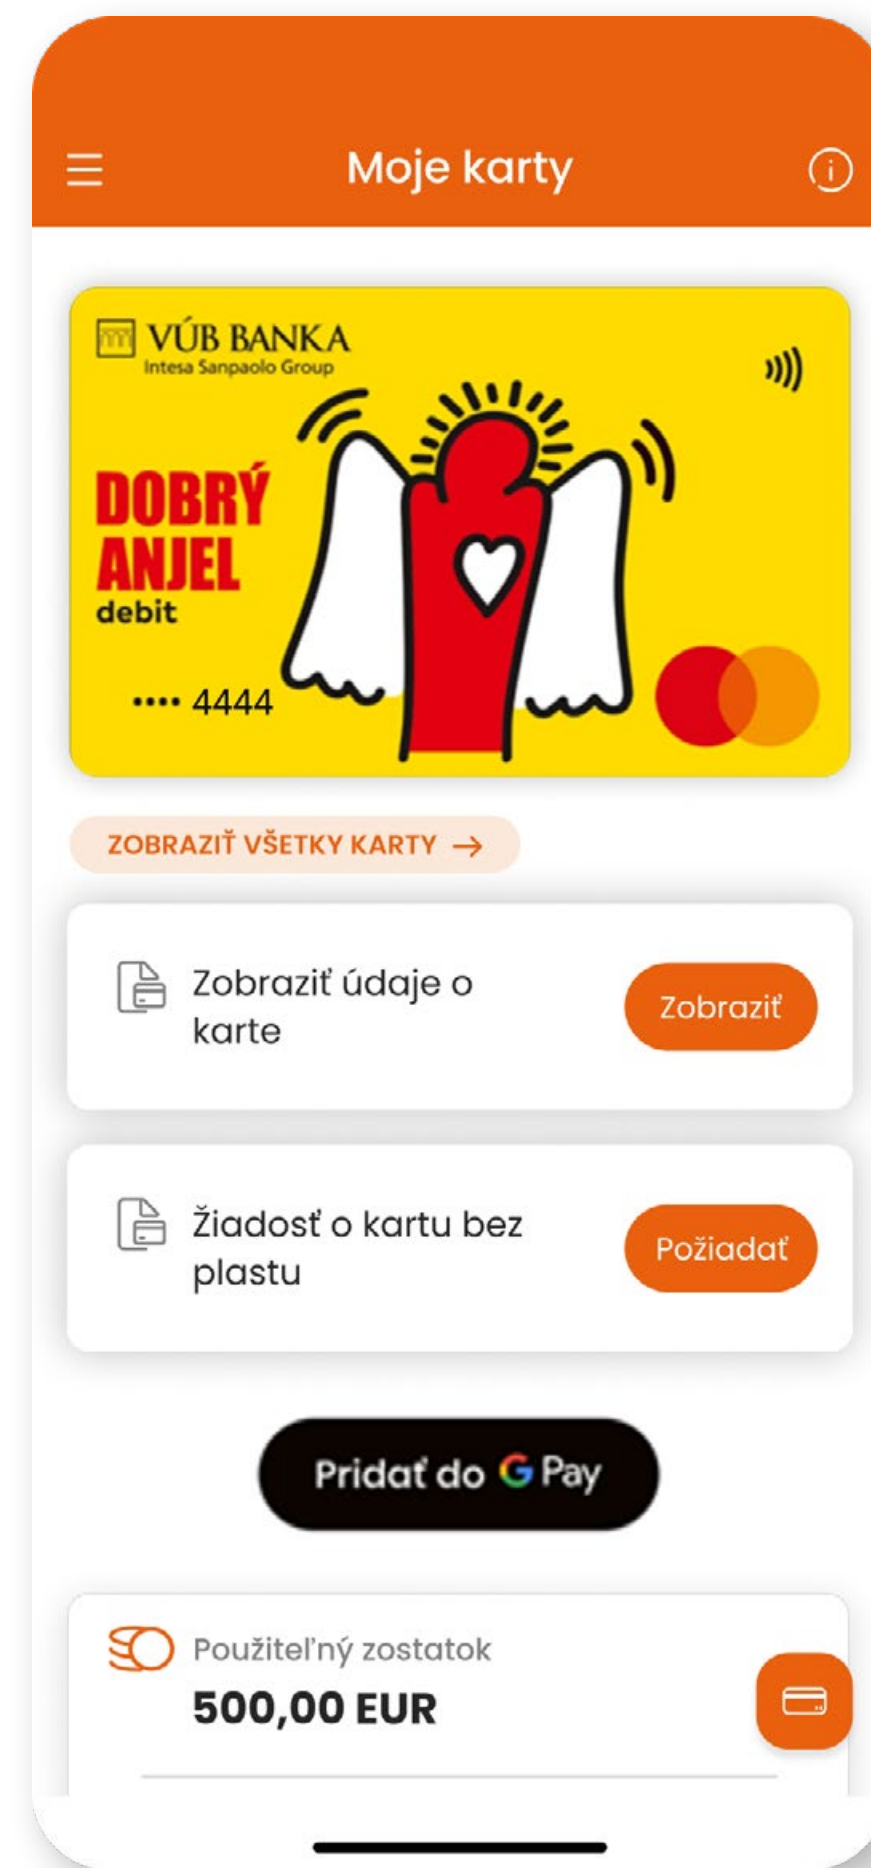 Moje karty
VÚB BANKA
Intesa Sanpaolo Group
DOBRÝ
ANJEL
debit
•••• 4444
ZOBRAZIŤ VŠETKY KARTY →
Zobraziť údaje o
karte
Zobraziť
Žiadosť o kartu bez
plastu
Požiadať
Pridať do G Pay
Použiteľný zostatok
500,00 EUR